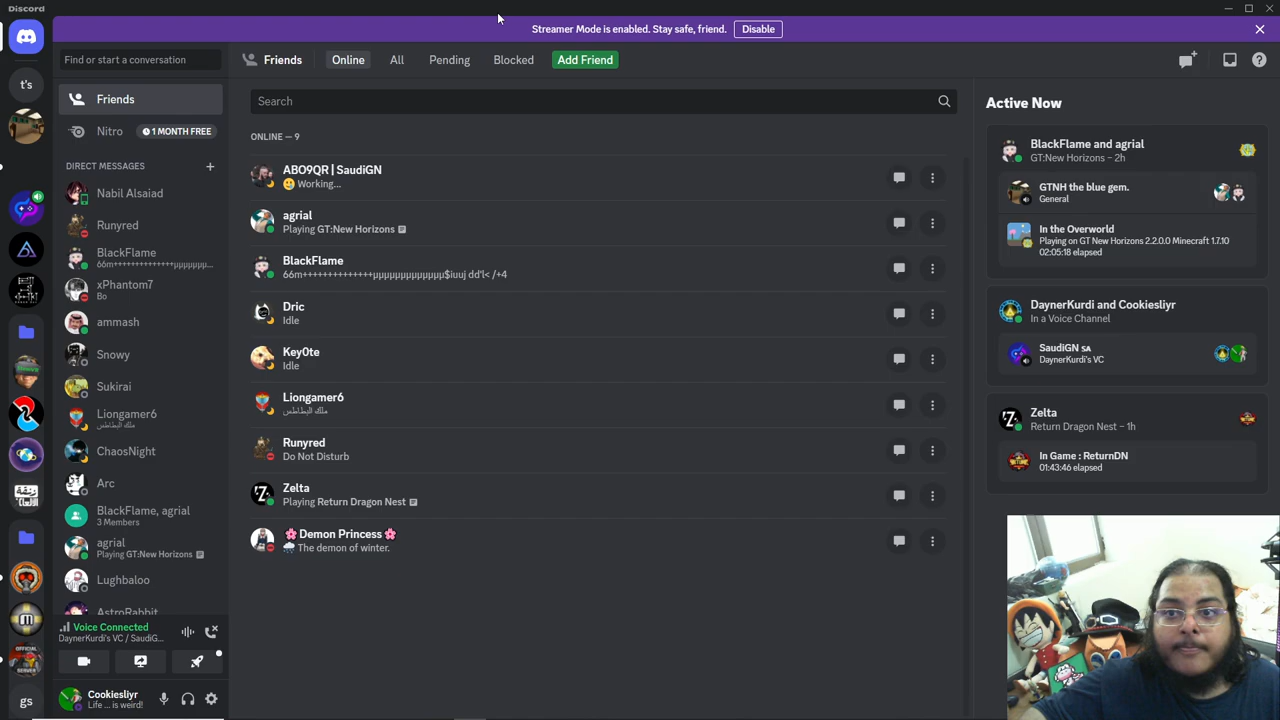 Discord
Streamer Mode is enabled. Stay safe, friend.
Disable
Find or start a conversation
Friends
Online
All
Pending
Blocked
Add Friend
t's
Friends
Nitro
1 MONTH FREE
DIRECT MESSAGES
Nabil Alsaiad
Runyred
BlackFlame
66m++++++++++++++µµµµµµµ...
xPhantom7
Bo
ammash
Snowy
Sukirai
Liongamer6
ملك البطاطس
ChaosNight
Arc
BlackFlame, agrial
3 Members
agrial
Playing GT:New Horizons
Lughbaloo
AstroRabbit
Voice Connected
DaynerKurdi's VC / SaudiG...
Cookiesliyr
Life ... is weird!
gs
OFFICIAL
SERVER
Search
ONLINE — 9
ABO9QR | SaudiGN
Working...
agrial
Playing GT:New Horizons
BlackFlame
66m++++++++++++++µµµµµµµµµµµµµµ$iuuj dd'l< /+4
Dric
Idle
Key0te
Idle
Liongamer6
ملك البطاطس
Runyred
Do Not Disturb
Zelta
Playing Return Dragon Nest
🌸 Demon Princess 🌸
🌨 The demon of winter.
Active Now
BlackFlame and agrial
GT:New Horizons – 2h
GTNH the blue gem.
General
In the Overworld
Playing on GT New Horizons 2.2.0.0 Minecraft 1.7.10
02:05:18 elapsed
DaynerKurdi and Cookiesliyr
In a Voice Channel
SaudiGN 🇸🇦
DaynerKurdi's VC
Zelta
Return Dragon Nest – 1h
In Game : ReturnDN
01:43:46 elapsed